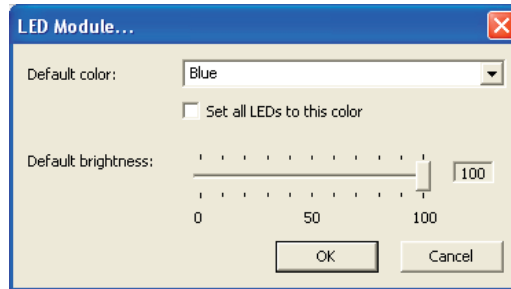 LED Module...
Default color: Blue
Set all LEDs to this color
Default brightness: 100
0 50 100
OK Cancel